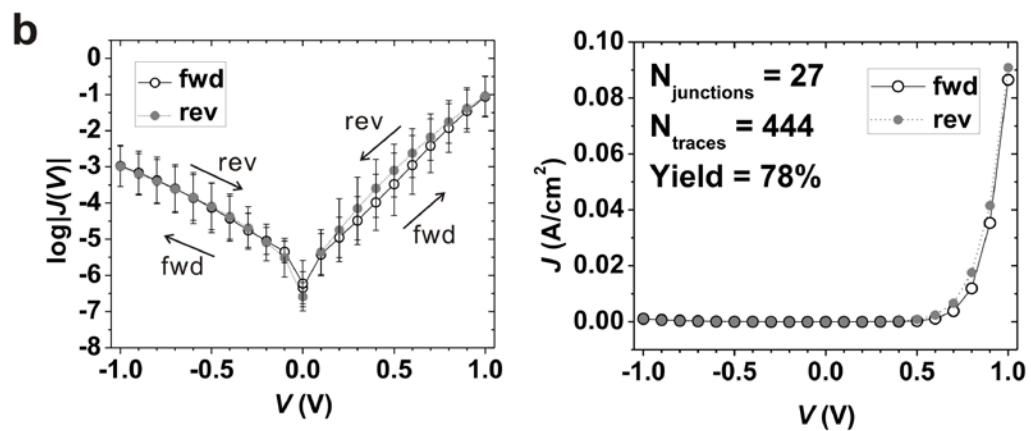 b
0
-1
-2
-3
-4
-5
-6
-7
-8
log|J(V)|
fwd
rev
rev
fwd
rev
fwd
-1.0 -0.5 0.0 0.5 1.0
V (V)
0.10
0.08
0.06
0.04
0.02
0.00
J (A/cm²)
N_junctions = 27
N_traces = 444
Yield = 78%
fwd
rev
-1.0 -0.5 0.0 0.5 1.0
V (V)